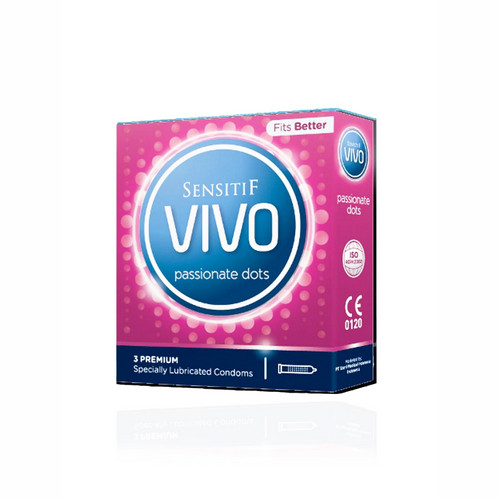 Fits Better
SENSITIF
VIVO
passionate dots
3 PREMIUM
Specially Lubricated Condoms
SENSITIF
VIVO
passionate
dots
ISO
CE
0120